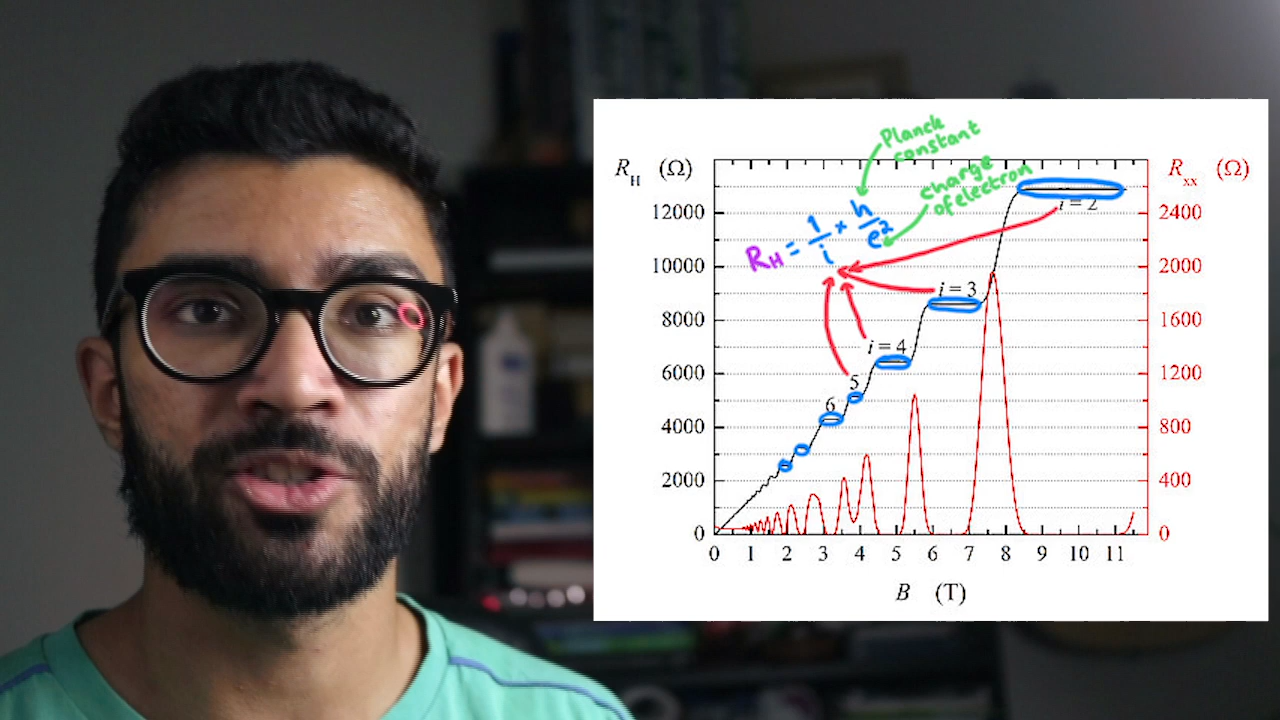 Planck
constant
charge
of electron
R_H = 1/i × h/e²
R_H (Ω)
R_xx (Ω)
12000
10000
8000
6000
4000
2000
0
2400
2000
1600
1200
800
400
0
i = 2
i = 3
i = 4
5
6
0 1 2 3 4 5 6 7 8 9 10 11
B (T)